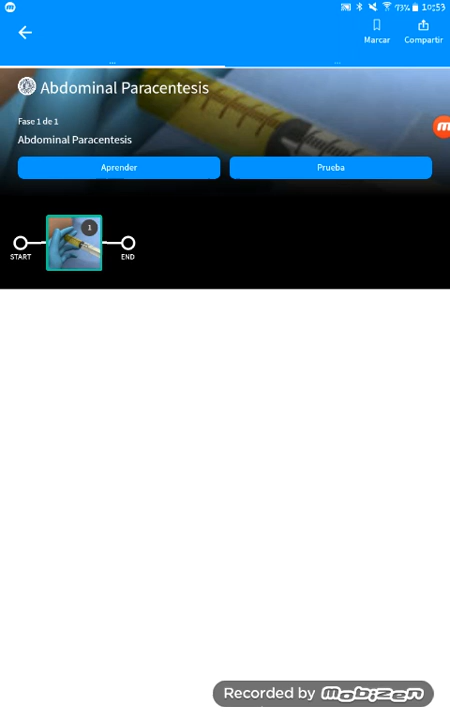 73% 10:53
Marcar
Compartir
...
...
Abdominal Paracentesis
Fase 1 de 1
Abdominal Paracentesis
Aprender
Prueba
1
START
END
m
Recorded by Mobizen